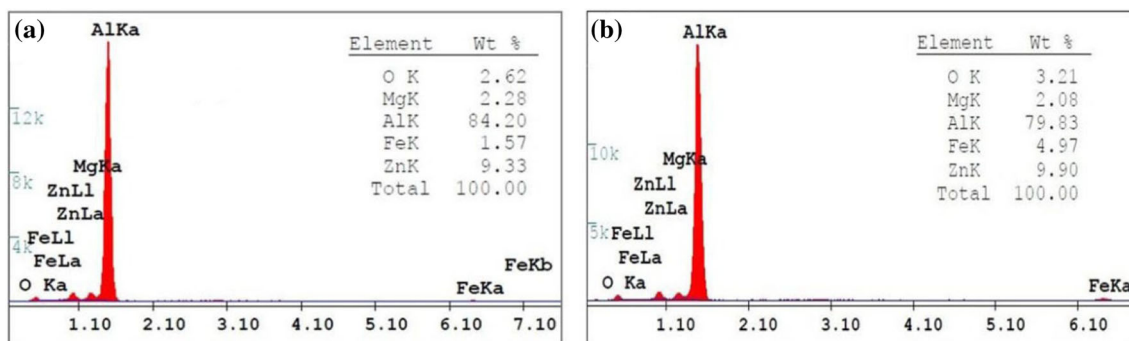 (a)
AlKa
Element Wt %
O K 2.62
MgK 2.28
AlK 84.20
FeK 1.57
ZnK 9.33
Total 100.00
12k
MgKa
8k
ZnLl
ZnLa
FeLl
4k
FeLa
FeKb
O Ka
FeKa
1.10 2.10 3.10 4.10 5.10 6.10 7.10
(b)
AlKa
Element Wt %
O K 3.21
MgK 2.08
AlK 79.83
FeK 4.97
ZnK 9.90
Total 100.00
10k
MgKa
ZnLl
ZnLa
5k
FeLl
FeLa
O Ka
FeKa
1.10 2.10 3.10 4.10 5.10 6.10